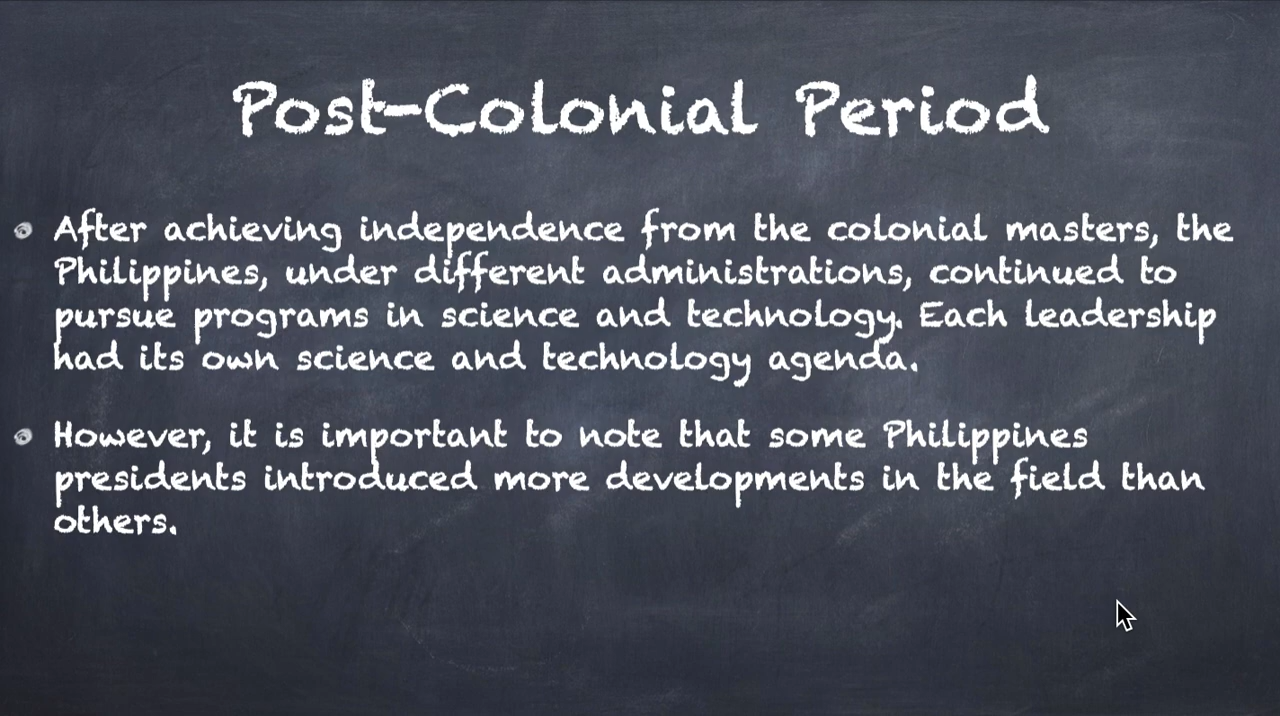 Post-Colonial Period
After achieving independence from the colonial masters, the
Philippines, under different administrations, continued to
pursue programs in science and technology. Each leadership
had its own science and technology agenda.
However, it is important to note that some Philippines
presidents introduced more developments in the field than
others.